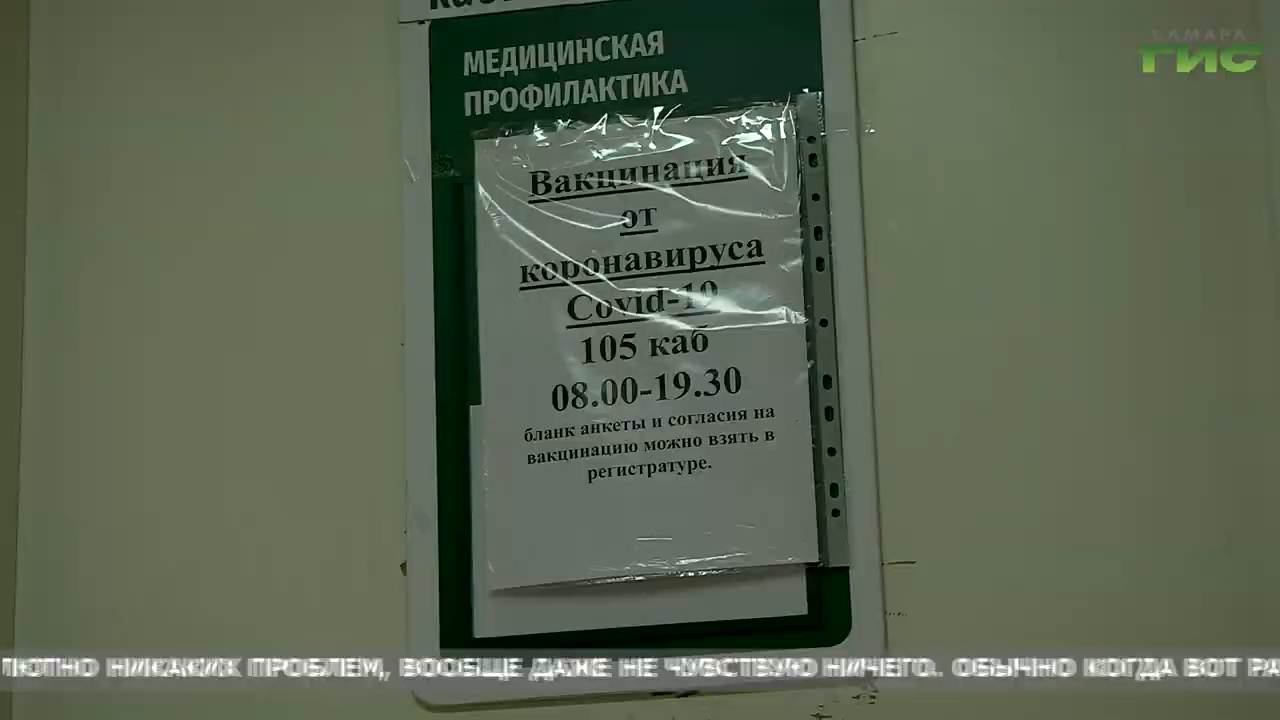 САМАРА
ГИС
МЕДИЦИНСКАЯ
ПРОФИЛАКТИКА
Вакцинация
от
коронавируса
Covid-19
105 каб
08.00-19.30
бланк анкеты и согласия на
вакцинацию можно взять в
регистратуре.
НИКАКИХ ПРОБЛЕМ, ВООБЩЕ ДАЖЕ НЕ ЧУВСТВУЮ НИЧЕГО. ОБЫЧНО КОГДА ВОТ